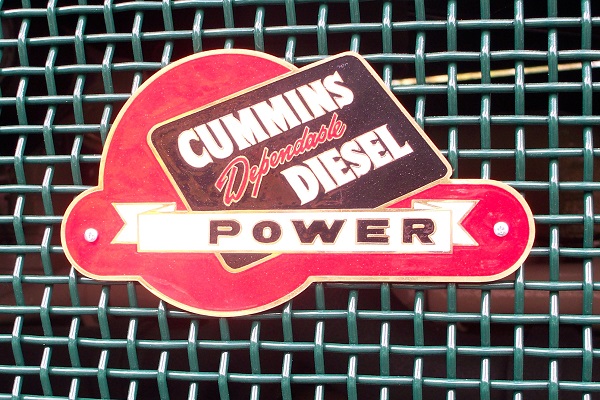 CUMMINS
Dependable
DIESEL
POWER